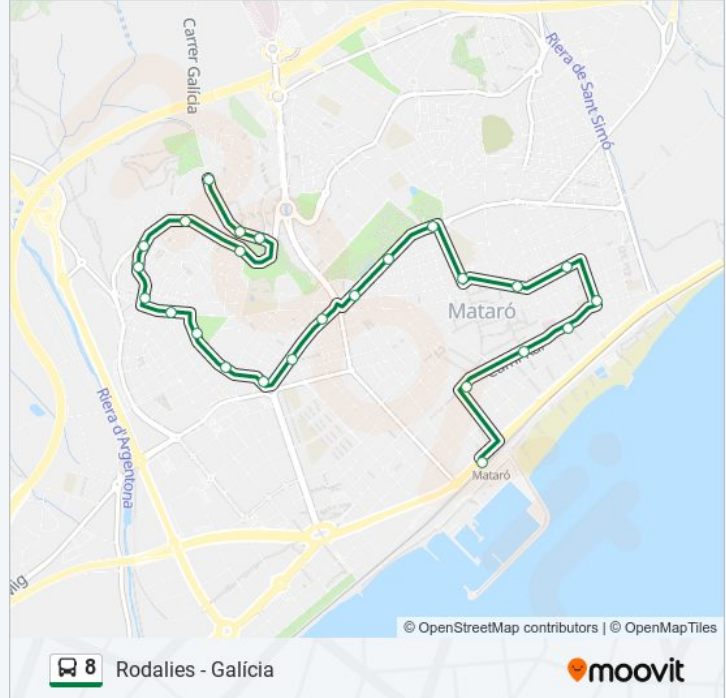 Carrer Galícia
Riera de Sant Simó
Mataró
Riera d'Argentona
Mataró
© OpenStreetMap contributors | © OpenMapTiles
8 Rodalies - Galícia
moovit